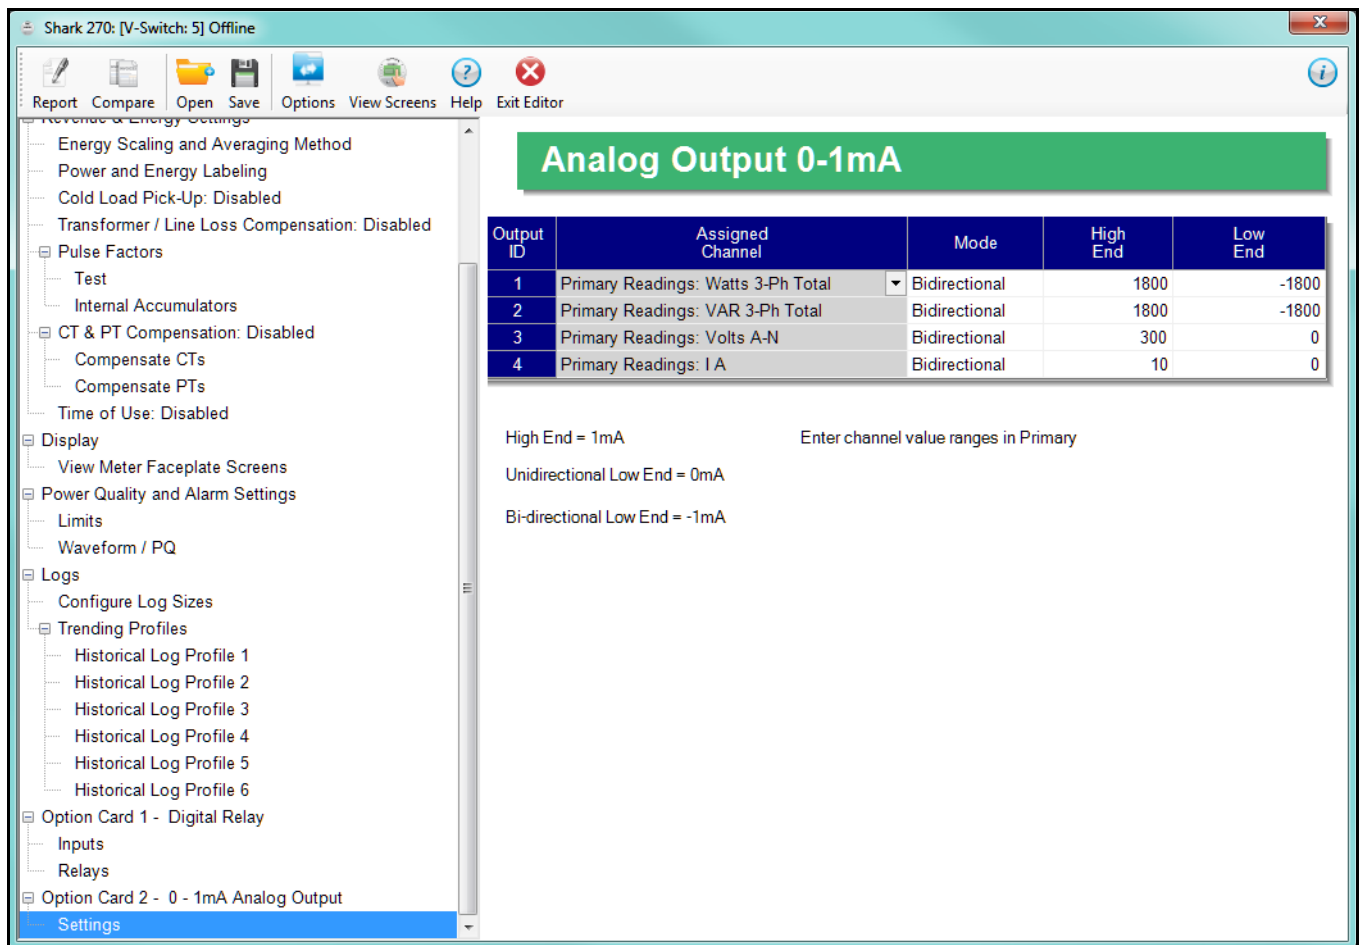 Shark 270: [V-Switch: 5] Offline
x
Report Compare Open Save Options View Screens Help Exit Editor
Revenue & Energy Settings
Energy Scaling and Averaging Method
Power and Energy Labeling
Cold Load Pick-Up: Disabled
Transformer / Line Loss Compensation: Disabled
Pulse Factors
Test
Internal Accumulators
CT & PT Compensation: Disabled
Compensate CTs
Compensate PTs
Time of Use: Disabled
Display
View Meter Faceplate Screens
Power Quality and Alarm Settings
Limits
Waveform / PQ
Logs
Configure Log Sizes
Trending Profiles
Historical Log Profile 1
Historical Log Profile 2
Historical Log Profile 3
Historical Log Profile 4
Historical Log Profile 5
Historical Log Profile 6
Option Card 1 - Digital Relay
Inputs
Relays
Option Card 2 - 0 - 1mA Analog Output
Settings
Analog Output 0-1mA
Output ID Assigned Channel Mode High End Low End
1 Primary Readings: Watts 3-Ph Total Bidirectional 1800 -1800
2 Primary Readings: VAR 3-Ph Total Bidirectional 1800 -1800
3 Primary Readings: Volts A-N Bidirectional 300 0
4 Primary Readings: I A Bidirectional 10 0
High End = 1mA Enter channel value ranges in Primary
Unidirectional Low End = 0mA
Bi-directional Low End = -1mA